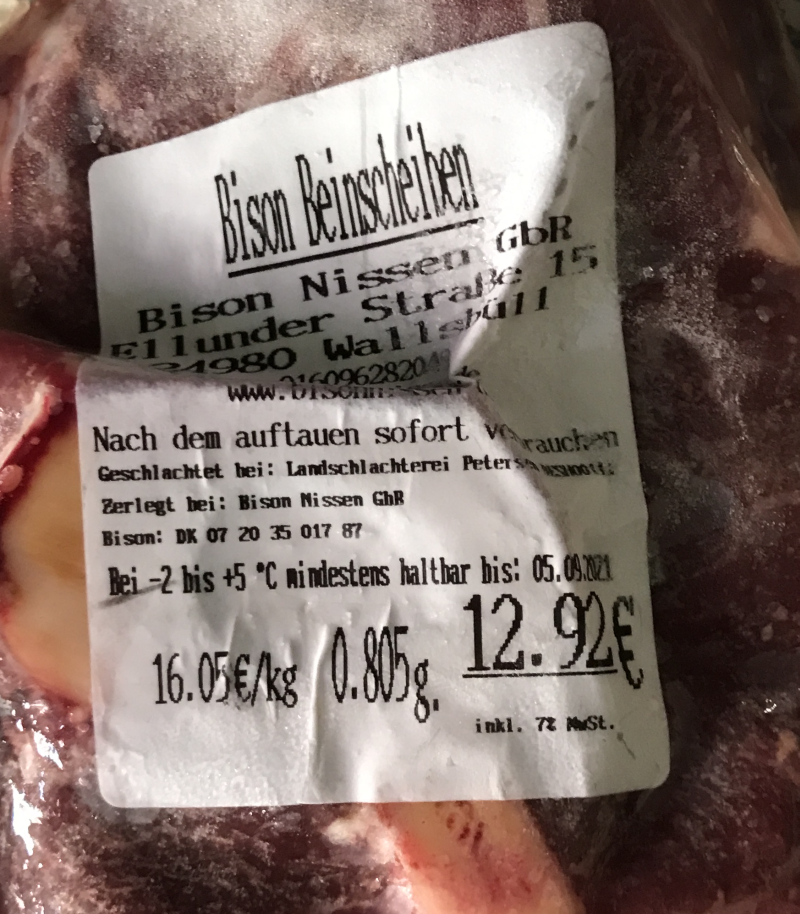 Bison Beinscheiben
Bison Nissen GbR
Ellunder Straße 15
Wallsbüll
Nach dem auftauen sofort
Geschlachtet bei: Landschlachterei
Zerlegt bei: Bison Nissen GbR
Bison: DK 07 20 35 017 87
Bei -2 bis +5 °C mindestens haltbar bis: 05.09.2021
16.05€/kg 0.805g. 12.92€
inkl. 7% MwSt.